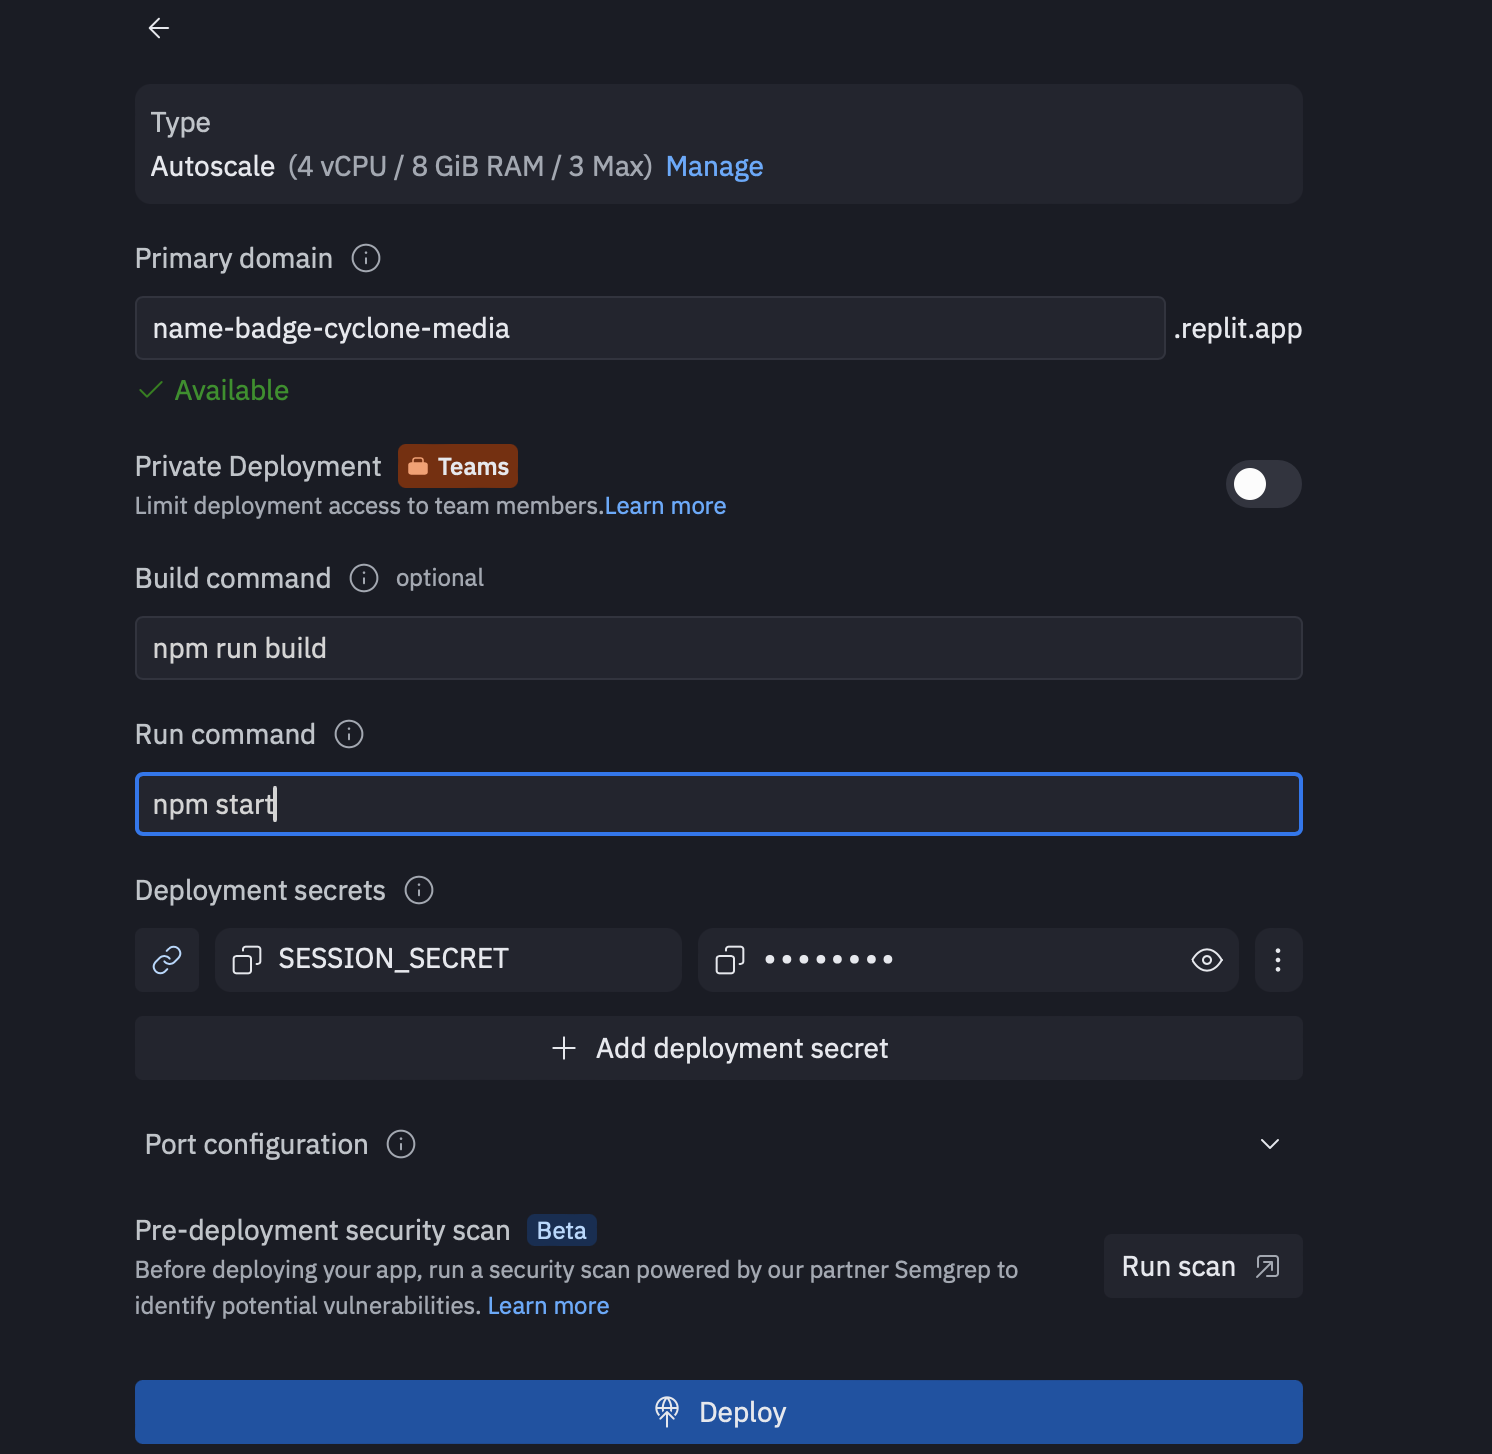 Type
Autoscale (4 vCPU / 8 GiB RAM / 3 Max) Manage
Primary domain
name-badge-cyclone-media .replit.app
Available
Private Deployment Teams
Limit deployment access to team members.Learn more
Build command optional
npm run build
Run command
npm start
Deployment secrets
SESSION_SECRET ••••••••
Add deployment secret
Port configuration
Pre-deployment security scan Beta
Before deploying your app, run a security scan powered by our partner Semgrep to
identify potential vulnerabilities. Learn more
Run scan
Deploy